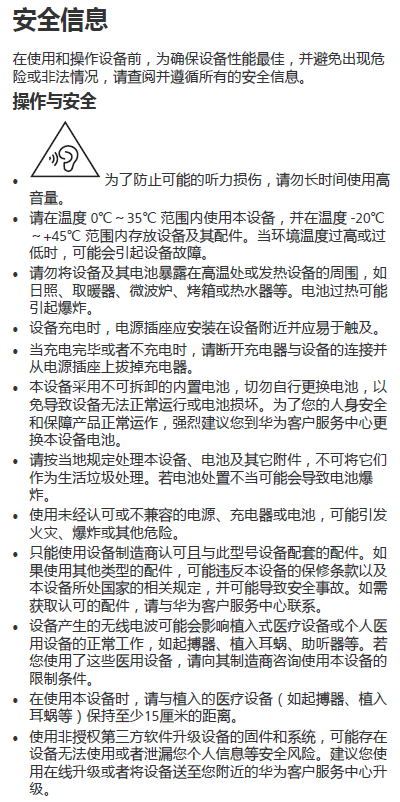 安全信息
在使用和操作设备前，为确保设备性能最佳，并避免出现危
险或非法情况，请查阅并遵循所有的安全信息。
操作与安全
• 为了防止可能的听力损伤，请勿长时间使用高
音量。
• 请在温度 0℃～35℃ 范围内使用本设备，并在温度 -20℃
～+45℃ 范围内存放设备及其配件。当环境温度过高或过
低时，可能会引起设备故障。
• 请勿将设备及其电池暴露在高温处或发热设备的周围，如
日照、取暖器、微波炉、烤箱或热水器等。电池过热可能
引起爆炸。
• 设备充电时，电源插座应安装在设备附近并应易于触及。
• 当充电完毕或者不充电时，请断开充电器与设备的连接并
从电源插座上拔掉充电器。
• 本设备采用不可拆卸的内置电池，切勿自行更换电池，以
免导致设备无法正常运行或电池损坏。为了您的人身安全
和保障产品正常运作，强烈建议您到华为客户服务中心更
换本设备电池。
• 请按当地规定处理本设备、电池及其它附件，不可将它们
作为生活垃圾处理。若电池处置不当可能会导致电池爆
炸。
• 使用未经认可或不兼容的电源、充电器或电池，可能引发
火灾、爆炸或其他危险。
• 只能使用设备制造商认可且与此型号设备配套的配件。如
果使用其他类型的配件，可能违反本设备的保修条款以及
本设备所处国家的相关规定，并可能导致安全事故。如需
获取认可的配件，请与华为客户服务中心联系。
• 设备产生的无线电波可能会影响植入式医疗设备或个人医
用设备的正常工作，如起搏器、植入耳蜗、助听器等。若
您使用了这些医用设备，请向其制造商咨询使用本设备的
限制条件。
• 在使用本设备时，请与植入的医疗设备（如起搏器、植入
耳蜗等）保持至少15厘米的距离。
• 使用非授权第三方软件升级设备的固件和系统，可能存在
设备无法使用或者泄漏您个人信息等安全风险。建议您使
用在线升级或者将设备送至您附近的华为客户服务中心升
级。